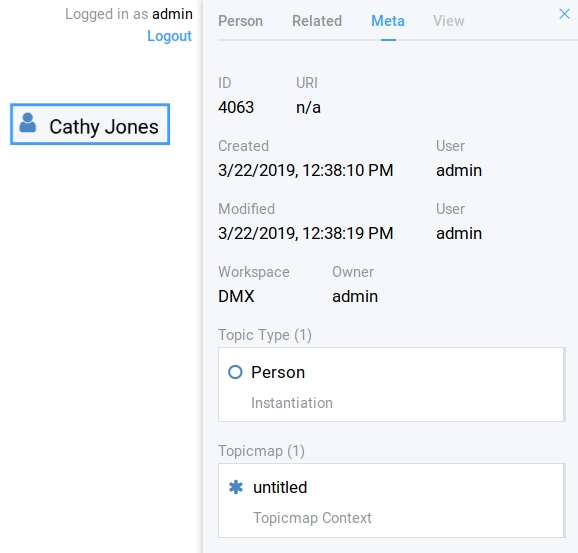 Logged in as admin
Logout
Cathy Jones
Person Related Meta View
ID URI
4063 n/a
Created User
3/22/2019, 12:38:10 PM admin
Modified User
3/22/2019, 12:38:19 PM admin
Workspace Owner
DMX admin
Topic Type (1)
Person
Instantiation
Topicmap (1)
untitled
Topicmap Context